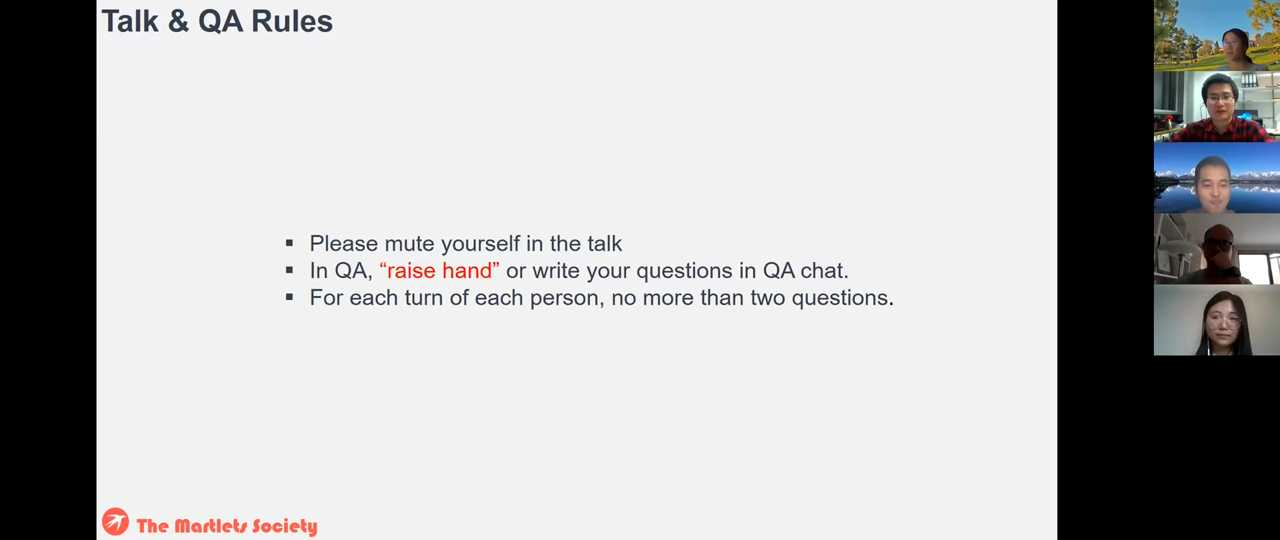 Talk & QA Rules
Please mute yourself in the talk
In QA, “raise hand” or write your questions in QA chat.
For each turn of each person, no more than two questions.
The Martlets Society